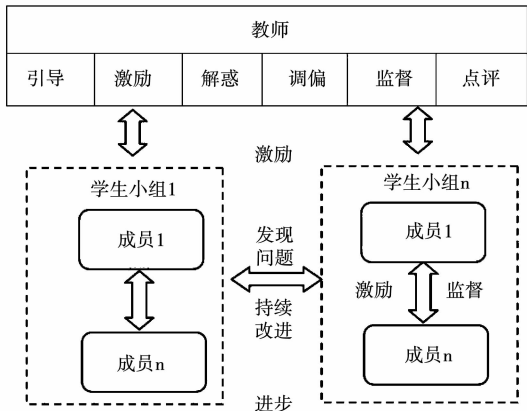 教师
引导 激励 解惑 调偏 监督 点评
激励
学生小组1
成员1
成员n
发现
问题
持续
改进
进步
学生小组n
成员1
激励 监督
成员n